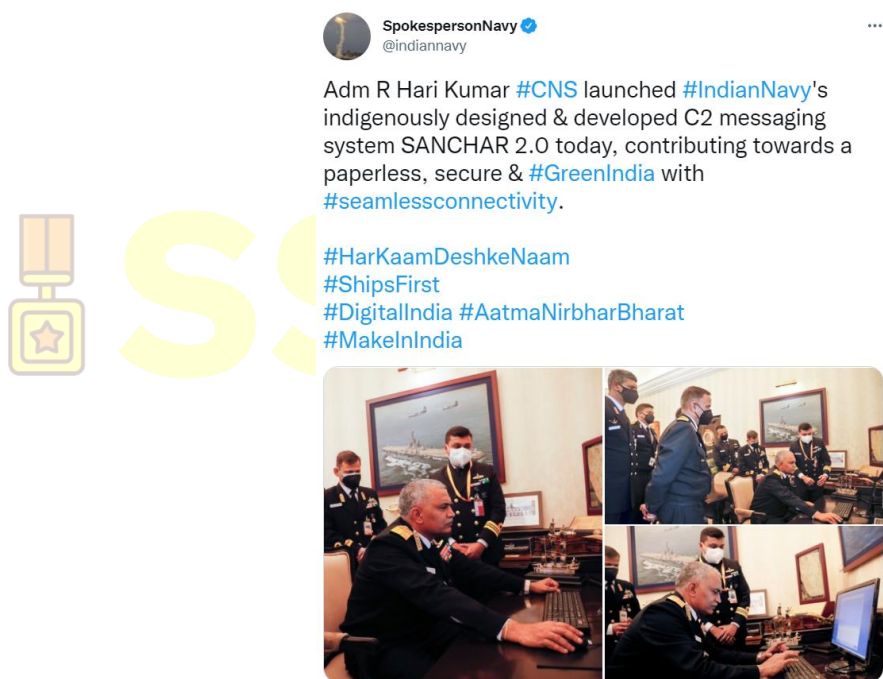 SpokespersonNavy
@indiannavy
Adm R Hari Kumar #CNS launched #IndianNavy's
indigenously designed & developed C2 messaging
system SANCHAR 2.0 today, contributing towards a
paperless, secure & #GreenIndia with
#seamlessconnectivity.
#HarKaamDeshkeNaam
#ShipsFirst
#DigitalIndia #AatmaNirbharBharat
#MakeInIndia